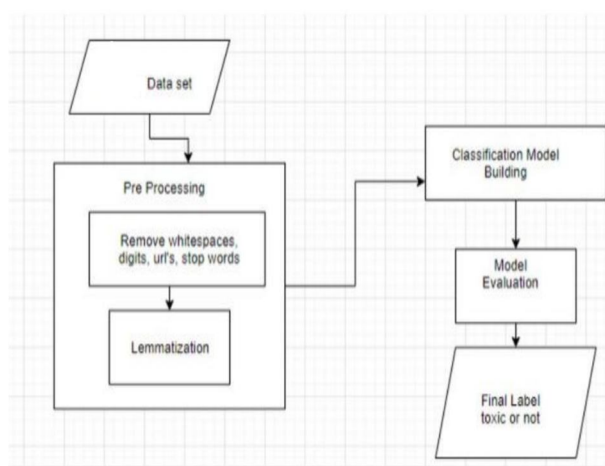 Data set
Pre Processing
Remove whitespaces,
digits, url's, stop words
Lemmatization
Classification Model
Building
Model
Evaluation
Final Label
toxic or not